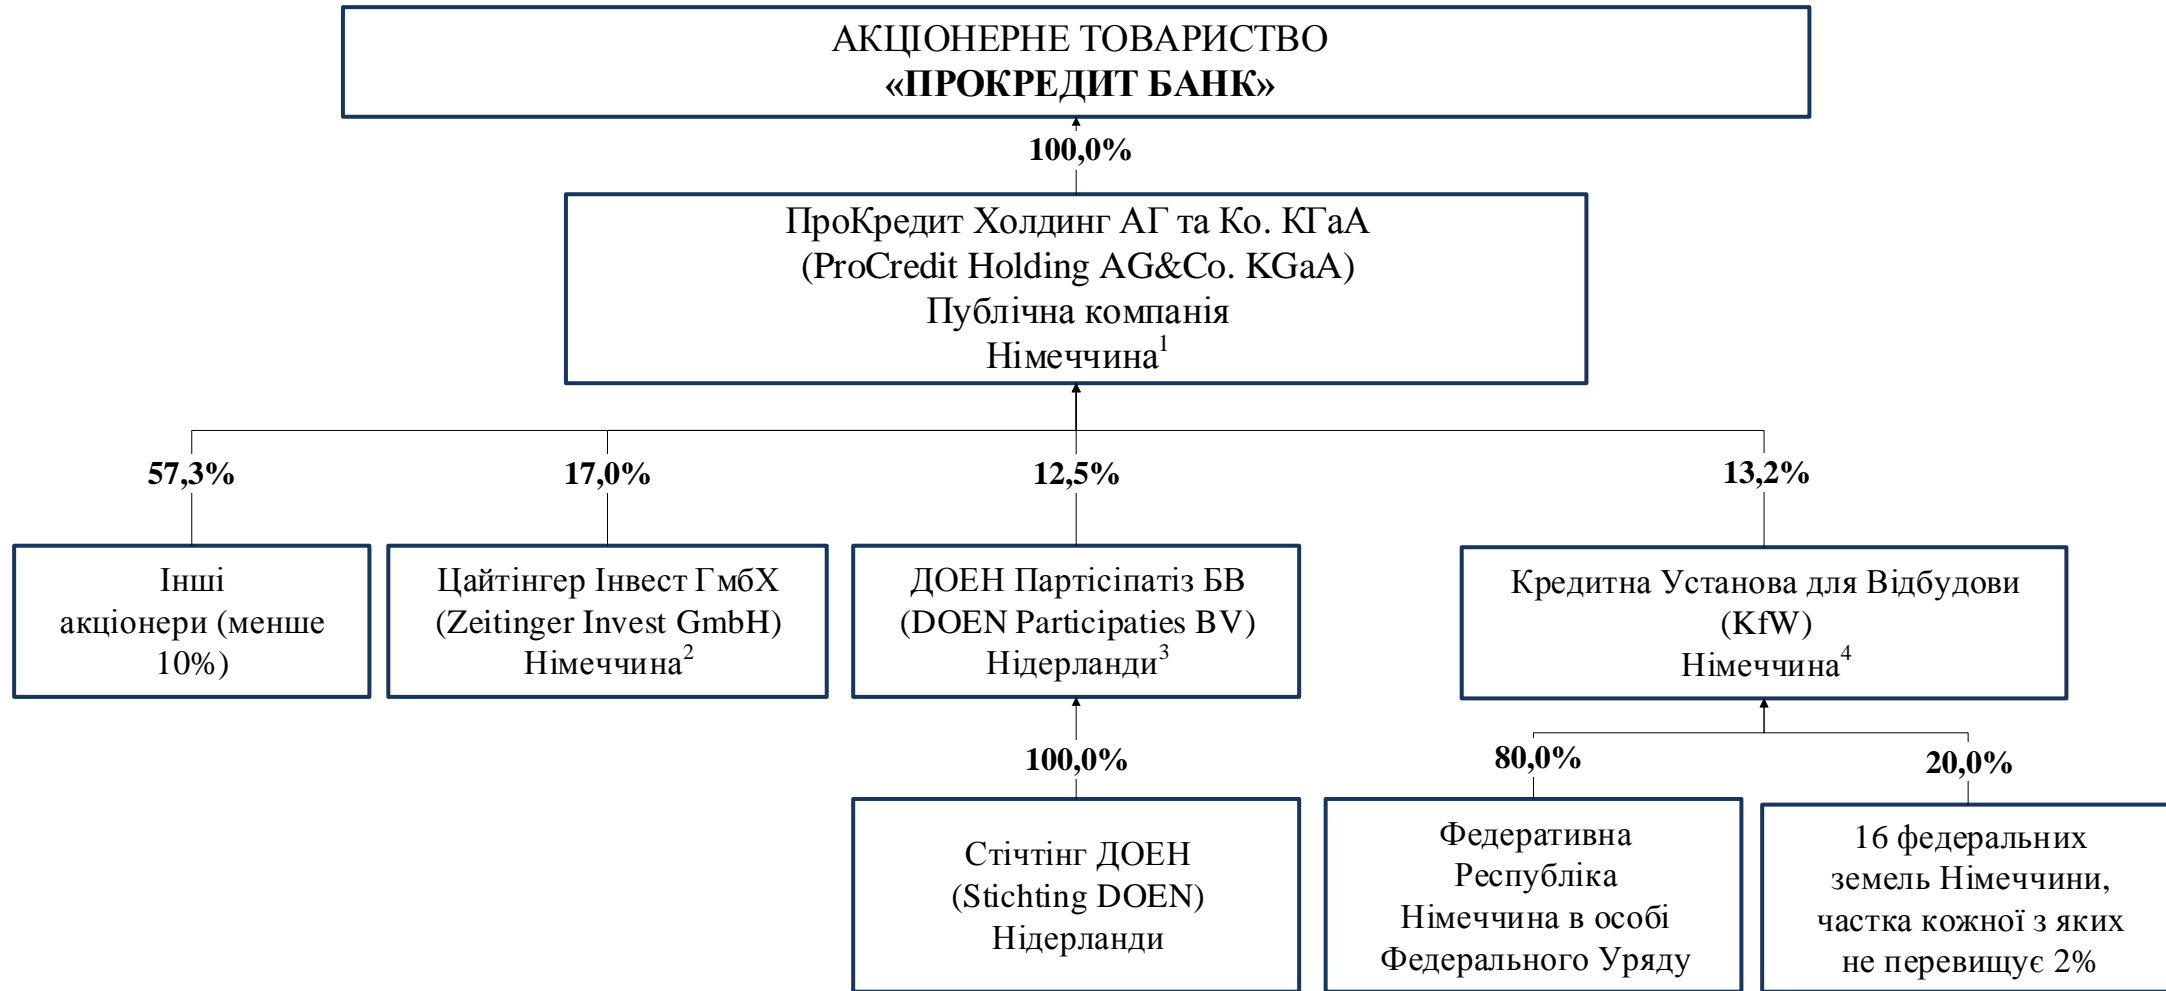 АКЦІОНЕРНЕ ТОВАРИСТВО
«ПРОКРЕДИТ БАНК»
100,0%
ПроКредит Холдинг АГ та Ко. КГаА
(ProCredit Holding AG&Co. KGaA)
Публічна компанія
Німеччина¹
57,3%
17,0%
12,5%
13,2%
Інші
акціонери (менше
10%)
Цайтінгер Інвест ГмбХ
(Zeitinger Invest GmbH)
Німеччина²
ДОЕН Партісіпатіз БВ
(DOEN Participaties BV)
Нідерланди³
Кредитна Установа для Відбудови
(KfW)
Німеччина⁴
100,0%
80,0%
20,0%
Стічтінг ДОЕН
(Stichting DOEN)
Нідерланди
Федеративна
Республіка
Німеччина в особі
Федерального Уряду
16 федеральних
земель Німеччини,
частка кожної з яких
не перевищує 2%